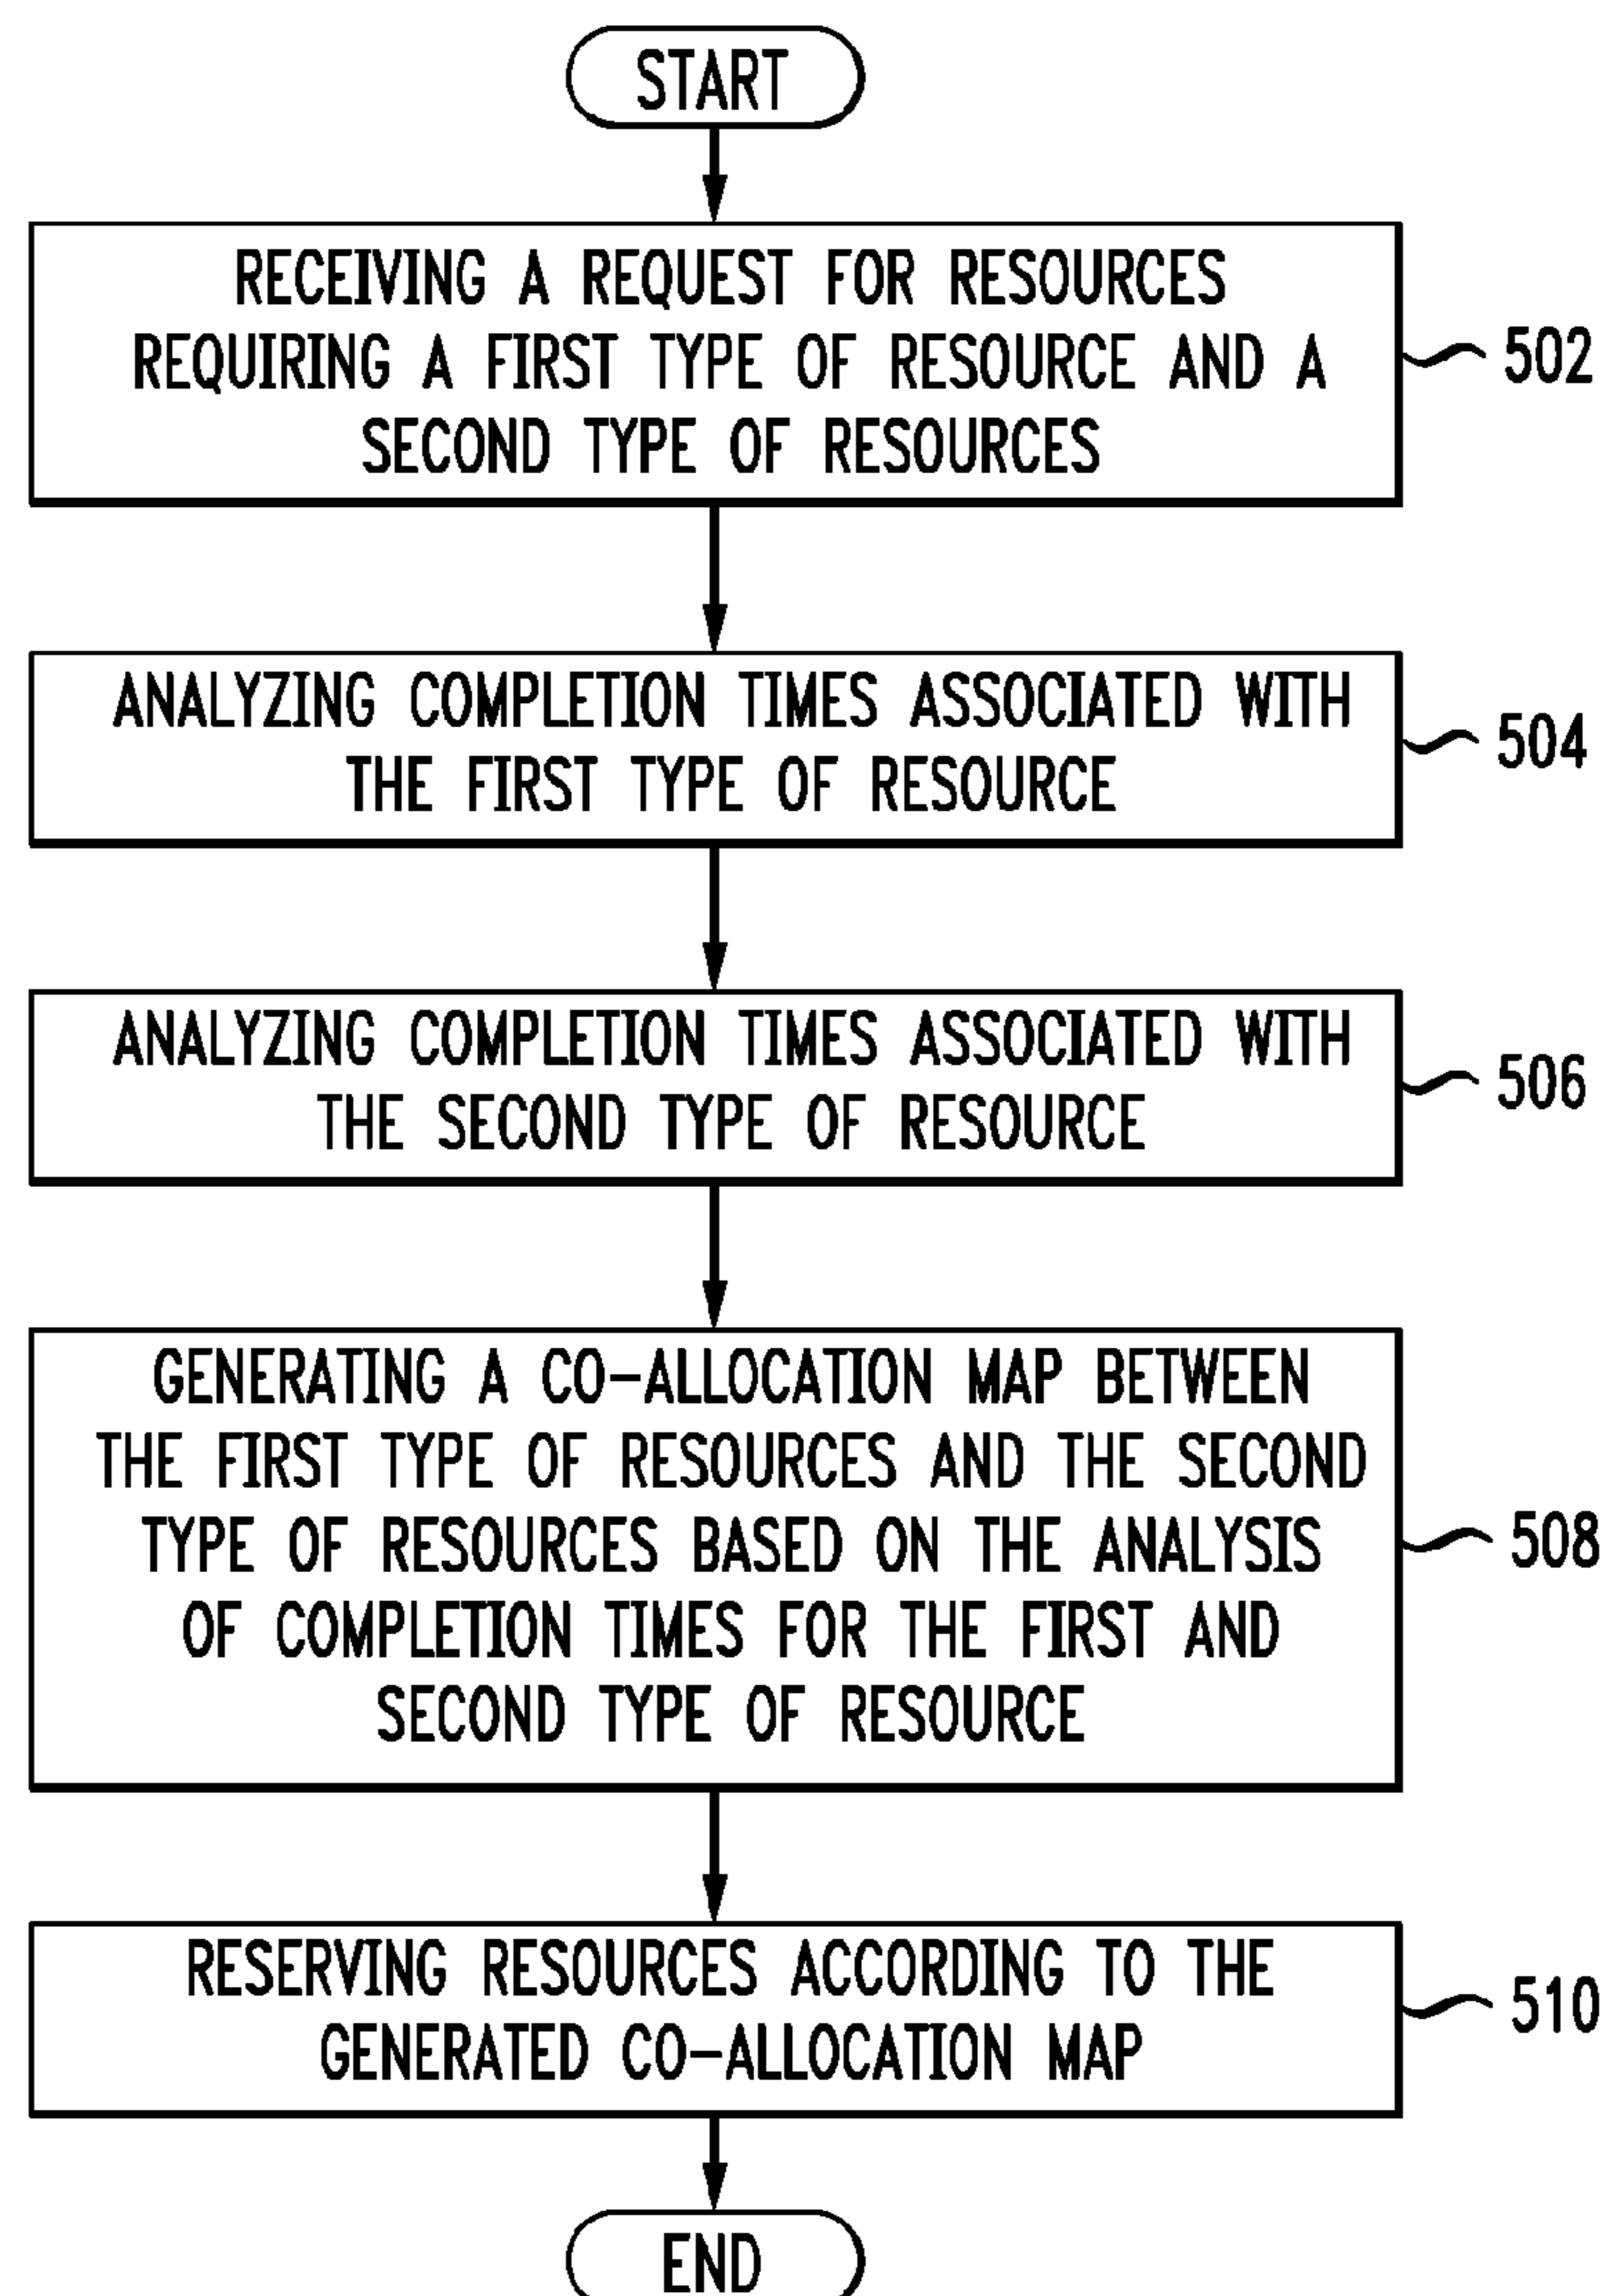 START
RECEIVING A REQUEST FOR RESOURCES
REQUIRING A FIRST TYPE OF RESOURCE AND A
SECOND TYPE OF RESOURCES
502
ANALYZING COMPLETION TIMES ASSOCIATED WITH
THE FIRST TYPE OF RESOURCE
504
ANALYZING COMPLETION TIMES ASSOCIATED WITH
THE SECOND TYPE OF RESOURCE
506
GENERATING A CO-ALLOCATION MAP BETWEEN
THE FIRST TYPE OF RESOURCES AND THE SECOND
TYPE OF RESOURCES BASED ON THE ANALYSIS
OF COMPLETION TIMES FOR THE FIRST AND
SECOND TYPE OF RESOURCE
508
RESERVING RESOURCES ACCORDING TO THE
GENERATED CO-ALLOCATION MAP
510
END